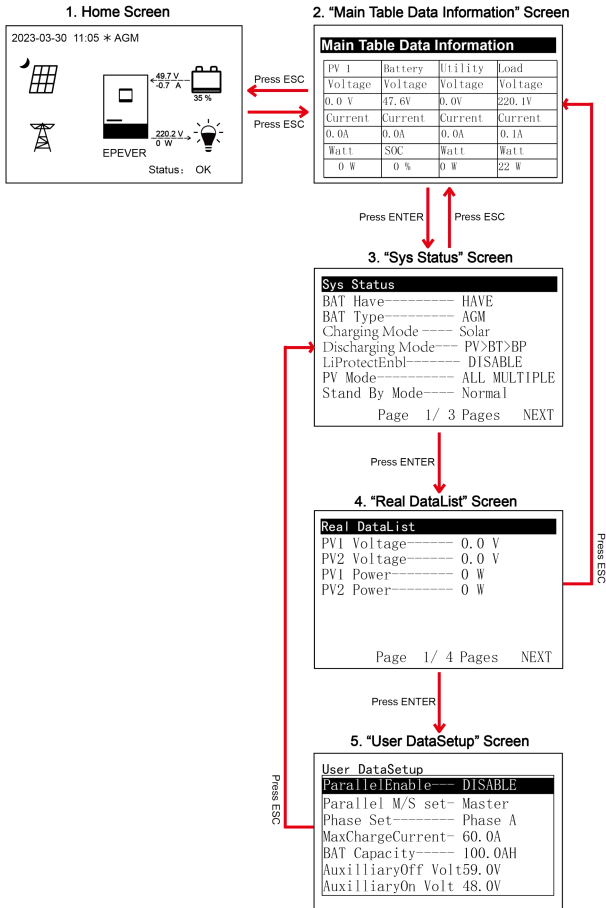 1. Home Screen
2. "Main Table Data Information" Screen
2023-03-30 11:05 ✳ AGM
49.7 V
-0.7 A
35 %
220.2 V
0 W
EPEVER
Status: OK
Press ESC
Press ESC
Main Table Data Information
PV 1 Battery Utility Load
Voltage Voltage Voltage Voltage
0.0 V 47.6V 0.0V 220.1V
Current Current Current Current
0.0A 0.0A 0.0A 0.1A
Watt SOC Watt Watt
0 W 0 % 0 W 22 W
Press ENTER Press ESC
3. "Sys Status" Screen
Sys Status
BAT Have--------- HAVE
BAT Type--------- AGM
Charging Mode ---- Solar
Discharging Mode--- PV>BT>BP
LiProtectEnbl------- DISABLE
PV Mode---------- ALL MULTIPLE
Stand By Mode---- Normal
Page 1/ 3 Pages NEXT
Press ENTER
4. "Real DataList" Screen
Real DataList
PV1 Voltage------ 0.0 V
PV2 Voltage------ 0.0 V
PV1 Power-------- 0 W
PV2 Power-------- 0 W
Page 1/ 4 Pages NEXT
Press ESC
Press ENTER
5. "User DataSetup" Screen
User DataSetup
ParallelEnable--- DISABLE
Parallel M/S set- Master
Phase Set-------- Phase A
MaxChargeCurrent- 60.0A
BAT Capacity----- 100.0AH
AuxilliaryOff Volt59.0V
AuxilliaryOn Volt 48.0V
Press ESC